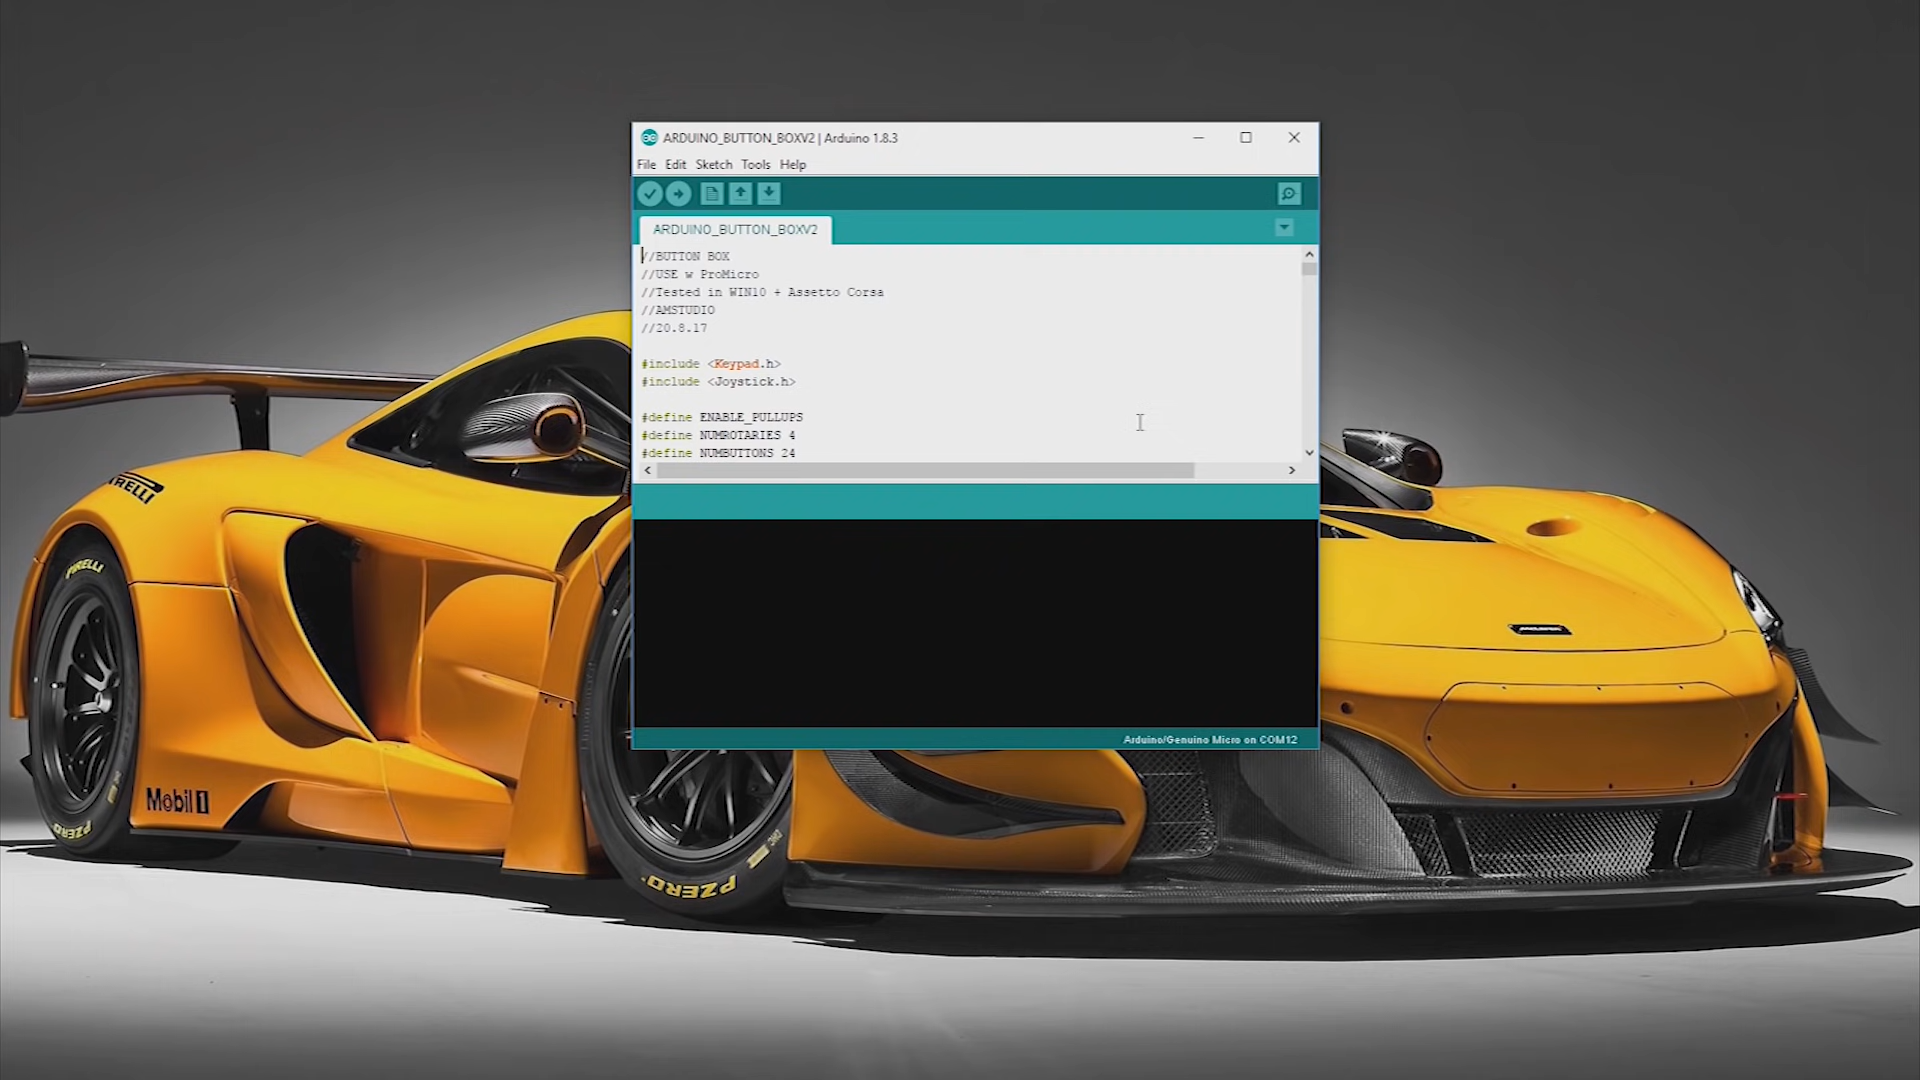 ARDUINO_BUTTON_BOXV2 | Arduino 1.8.3
File Edit Sketch Tools Help
ARDUINO_BUTTON_BOXV2
//BUTTON BOX
//USE w ProMicro
//Tested in WIN10 + Assetto Corsa
//AMSTUDIO
//20.8.17
#include <Keypad.h>
#include <Joystick.h>
#define ENABLE_PULLUPS
#define NUMROTARIES 4
#define NUMBUTTONS 24
Arduino/Genuino Micro on COM12
PIRELLI
PIRELLI
Mobil 1
PZERO
PZERO